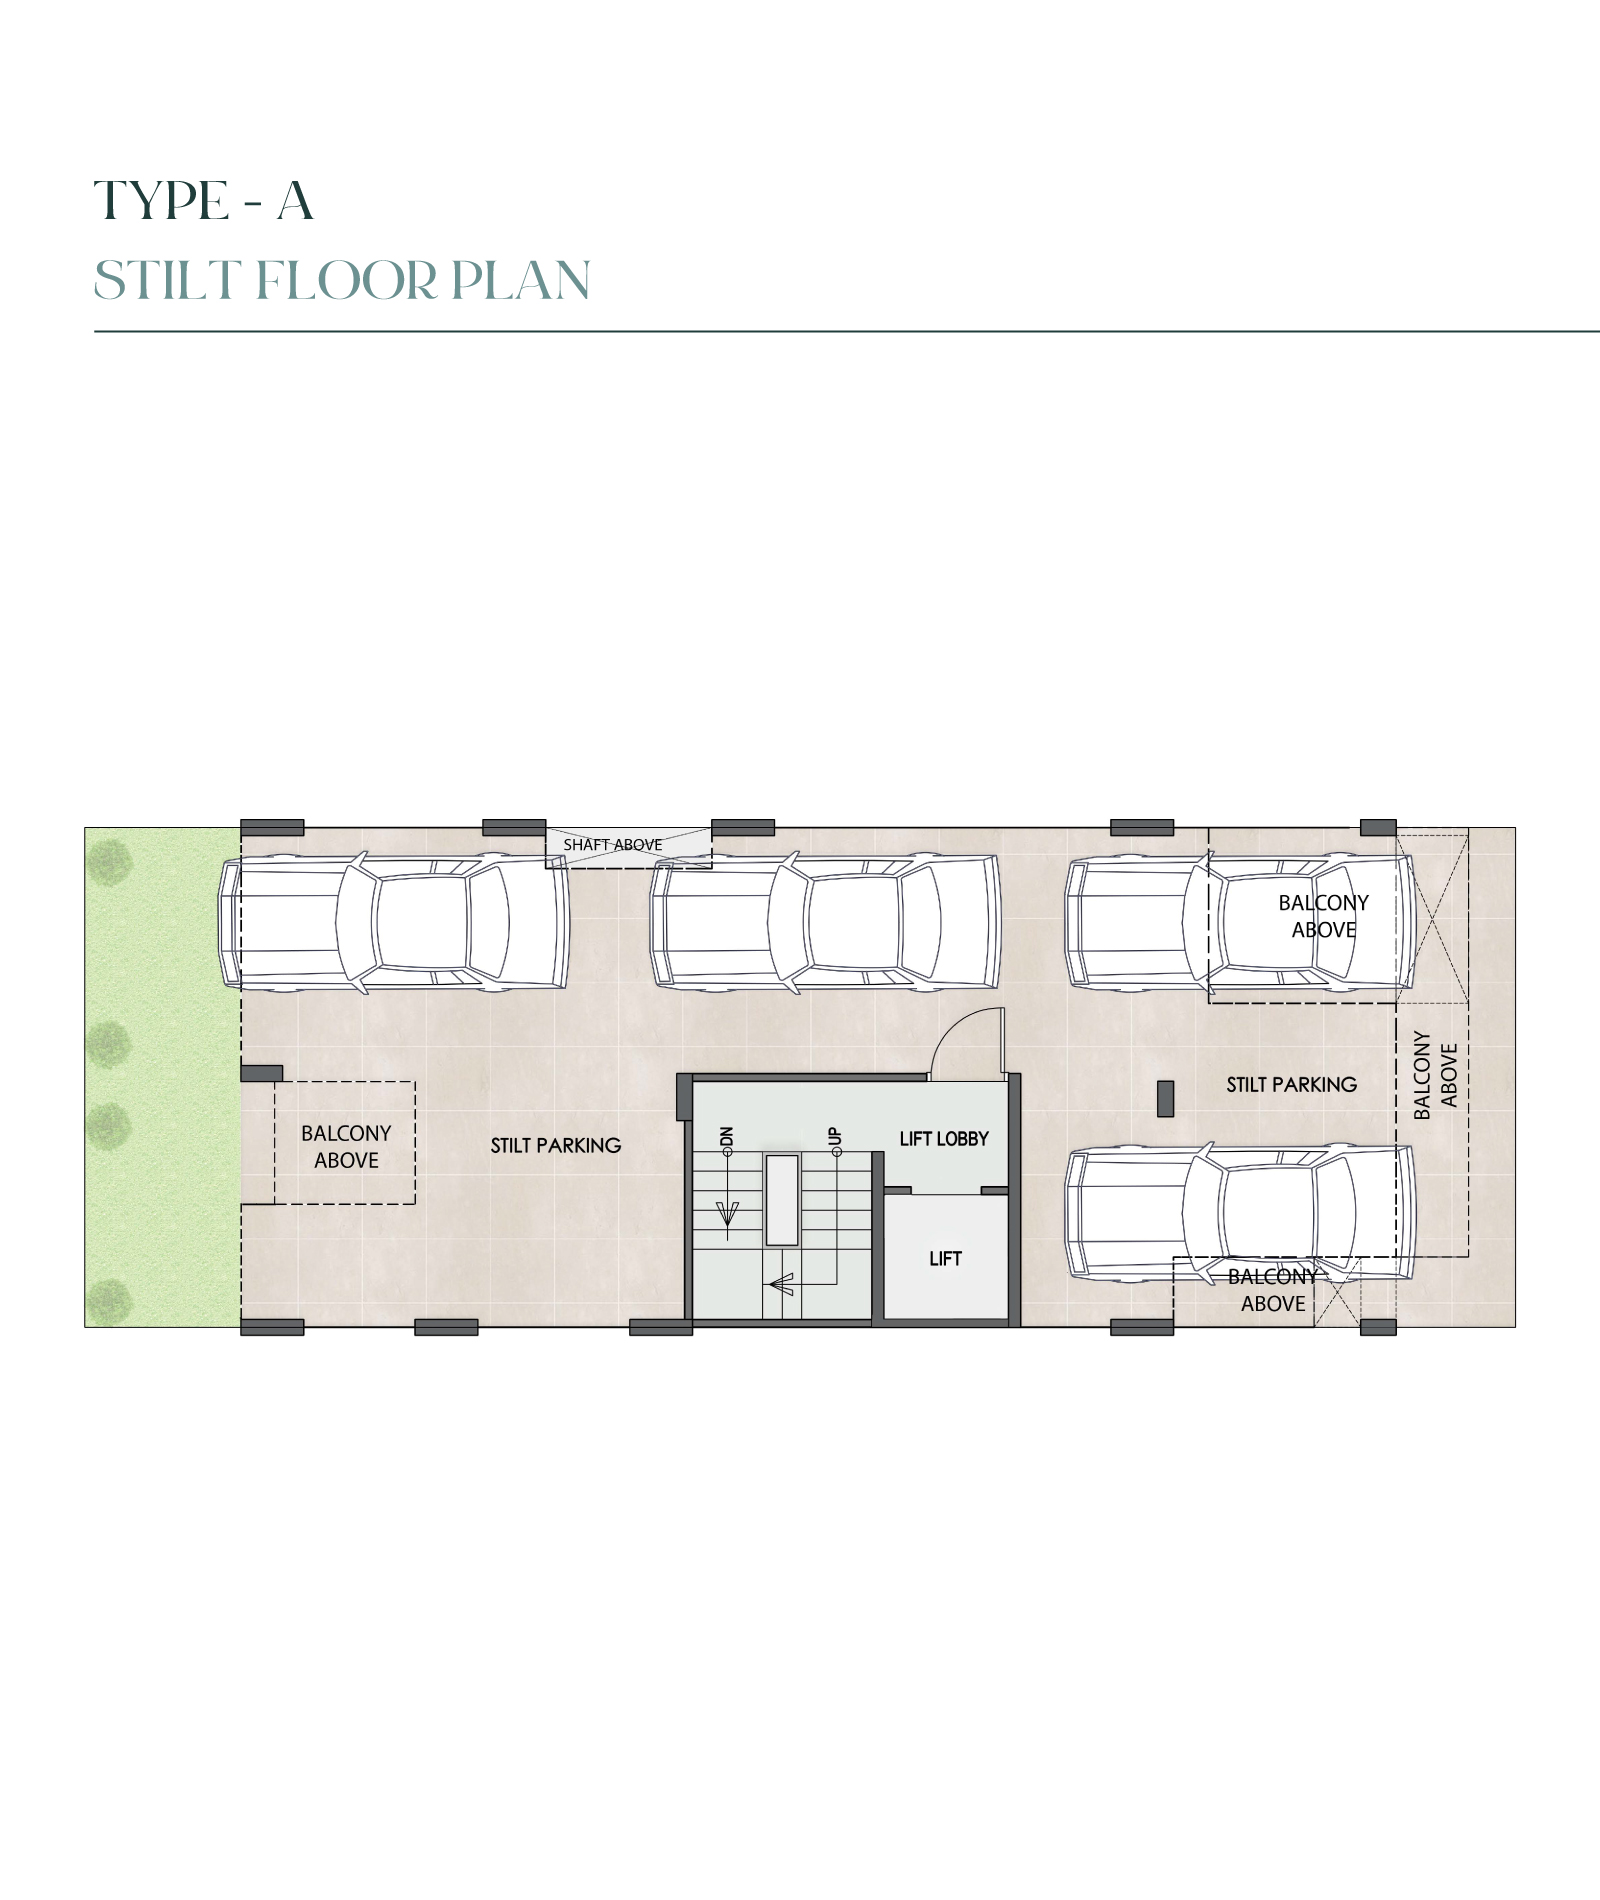 TYPE - A
STILT FLOOR PLAN
SHAFT ABOVE
BALCONY
ABOVE
BALCONY
ABOVE
STILT PARKING
BALCONY
ABOVE
STILT PARKING
DN
UP
LIFT LOBBY
LIFT
BALCONY
ABOVE